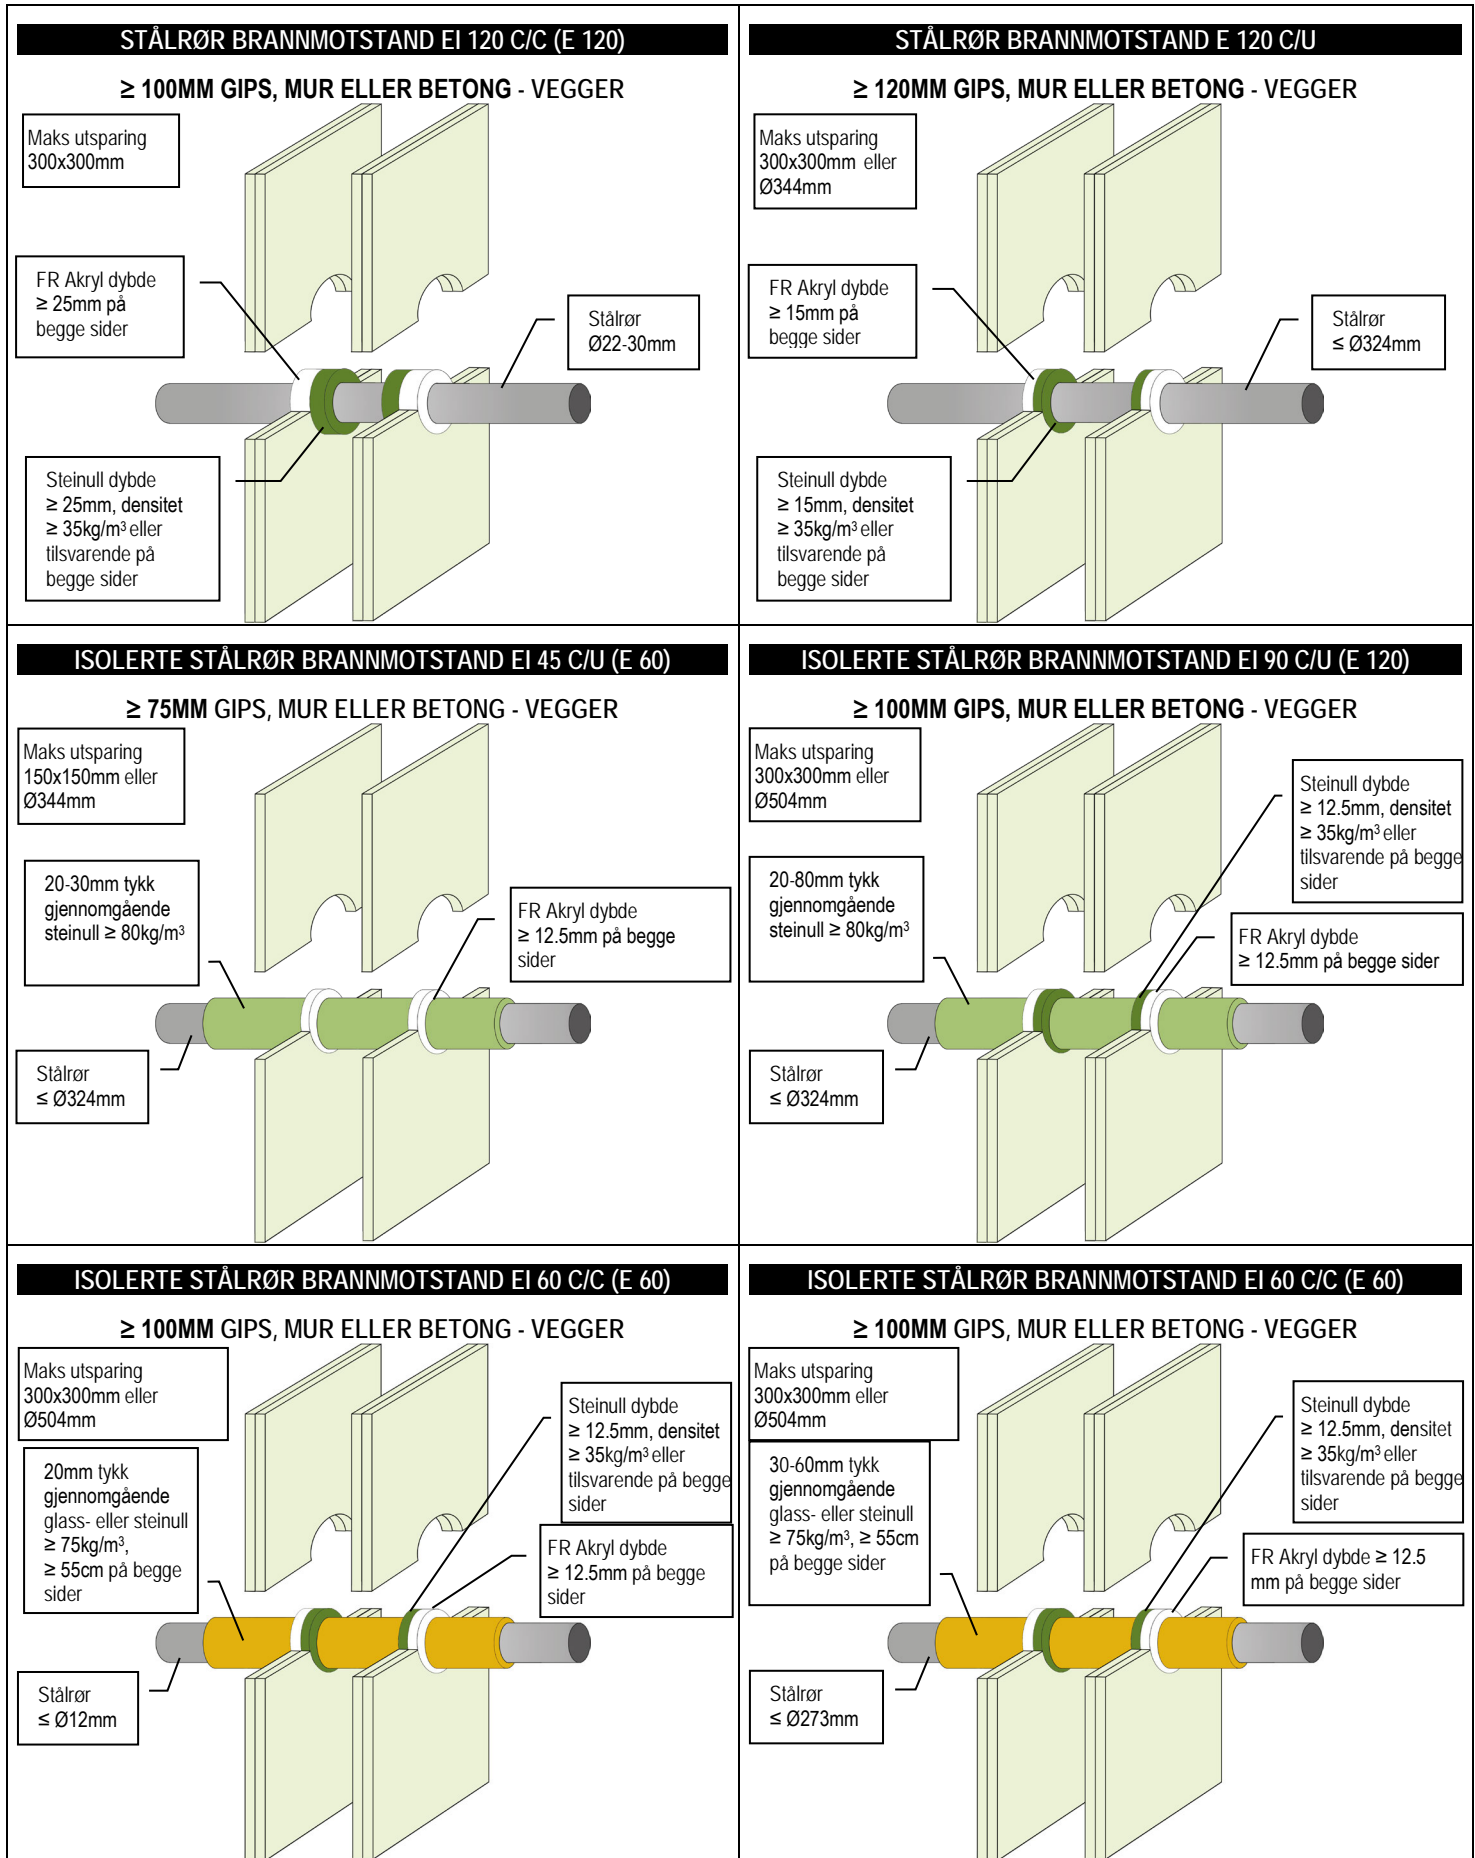 STÅLRØR BRANNMOTSTAND EI 120 C/C (E 120)
≥ 100MM GIPS, MUR ELLER BETONG - VEGGER
Maks utsparing
300x300mm
FR Akryl dybde
≥ 25mm på
begge sider
Stålrør
Ø22-30mm
Steinull dybde
≥ 25mm, densitet
≥ 35kg/m³ eller
tilsvarende på
begge sider
STÅLRØR BRANNMOTSTAND E 120 C/U
≥ 120MM GIPS, MUR ELLER BETONG - VEGGER
Maks utsparing
300x300mm eller
Ø344mm
FR Akryl dybde
≥ 15mm på
begge sider
Stålrør
≤ Ø324mm
Steinull dybde
≥ 15mm, densitet
≥ 35kg/m³ eller
tilsvarende på
begge sider
ISOLERTE STÅLRØR BRANNMOTSTAND EI 45 C/U (E 60)
≥ 75MM GIPS, MUR ELLER BETONG - VEGGER
Maks utsparing
150x150mm eller
Ø344mm
20-30mm tykk
gjennomgående
steinull ≥ 80kg/m³
FR Akryl dybde
≥ 12.5mm på begge
sider
Stålrør
≤ Ø324mm
ISOLERTE STÅLRØR BRANNMOTSTAND EI 90 C/U (E 120)
≥ 100MM GIPS, MUR ELLER BETONG - VEGGER
Maks utsparing
300x300mm eller
Ø504mm
Steinull dybde
≥ 12.5mm, densitet
≥ 35kg/m³ eller
tilsvarende på begge
sider
20-80mm tykk
gjennomgående
steinull ≥ 80kg/m³
FR Akryl dybde
≥ 12.5mm på begge sider
Stålrør
≤ Ø324mm
ISOLERTE STÅLRØR BRANNMOTSTAND EI 60 C/C (E 60)
≥ 100MM GIPS, MUR ELLER BETONG - VEGGER
Maks utsparing
300x300mm eller
Ø504mm
Steinull dybde
≥ 12.5mm, densitet
≥ 35kg/m³ eller
tilsvarende på begge
sider
20mm tykk
gjennomgående
glass- eller steinull
≥ 75kg/m³,
≥ 55cm på begge
sider
FR Akryl dybde
≥ 12.5mm på begge
sider
Stålrør
≤ Ø12mm
ISOLERTE STÅLRØR BRANNMOTSTAND EI 60 C/C (E 60)
≥ 100MM GIPS, MUR ELLER BETONG - VEGGER
Maks utsparing
300x300mm eller
Ø504mm
Steinull dybde
≥ 12.5mm, densitet
≥ 35kg/m³ eller
tilsvarende på begge
sider
30-60mm tykk
gjennomgående
glass- eller steinull
≥ 75kg/m³, ≥ 55cm
på begge sider
FR Akryl dybde ≥ 12.5
mm på begge sider
Stålrør
≤ Ø273mm